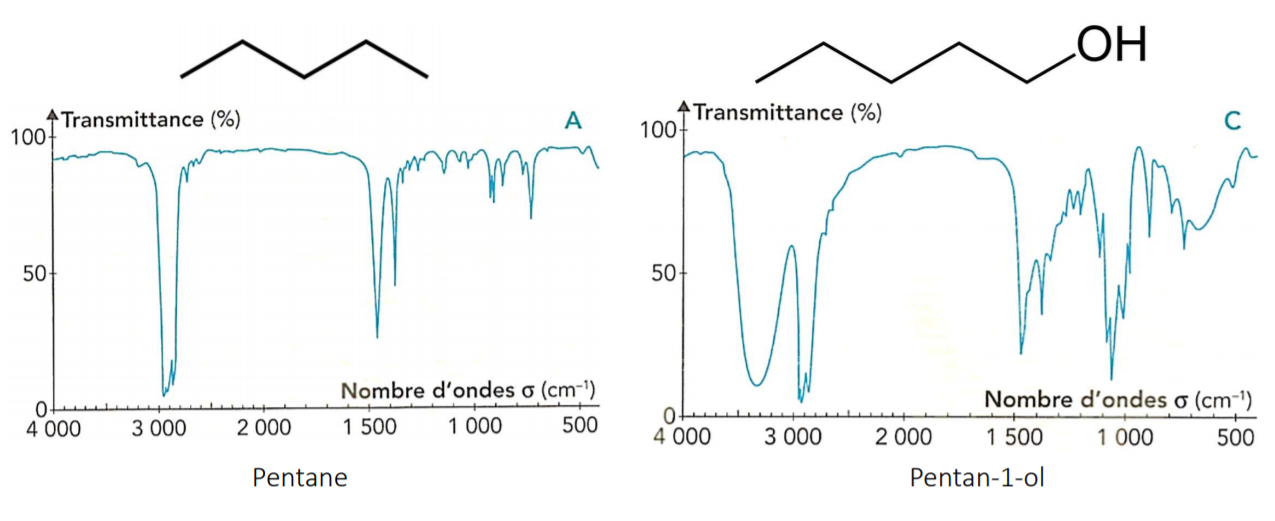 Transmittance (%)
A
100
50
0
Nombre d'ondes σ (cm⁻¹)
4 000 3 000 2 000 1 500 1 000 500
Pentane
OH
Transmittance (%)
C
100
50
0
Nombre d'ondes σ (cm⁻¹)
4 000 3 000 2 000 1 500 1 000 500
Pentan-1-ol